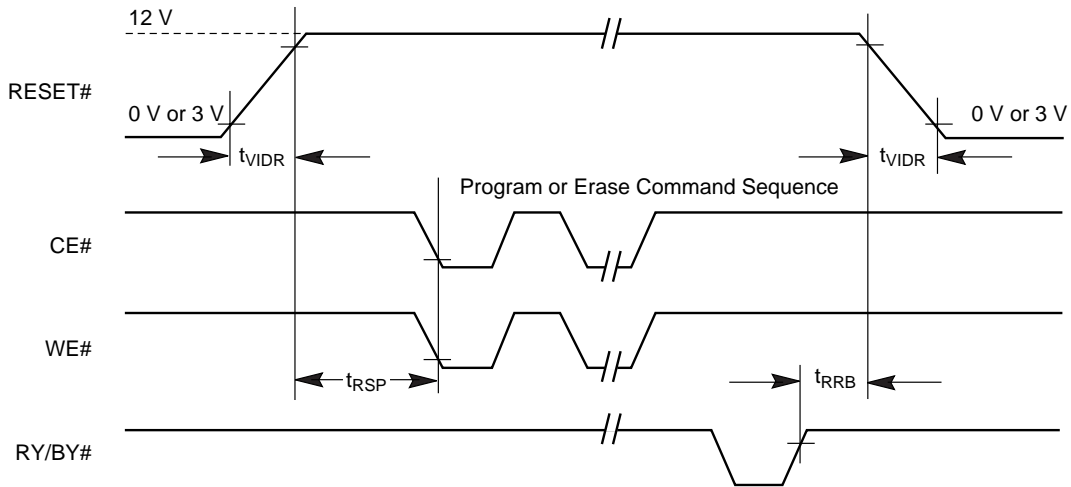 12 V
RESET#
0 V or 3 V
0 V or 3 V
tVIDR
tVIDR
Program or Erase Command Sequence
CE#
WE#
tRSP
tRRB
RY/BY#